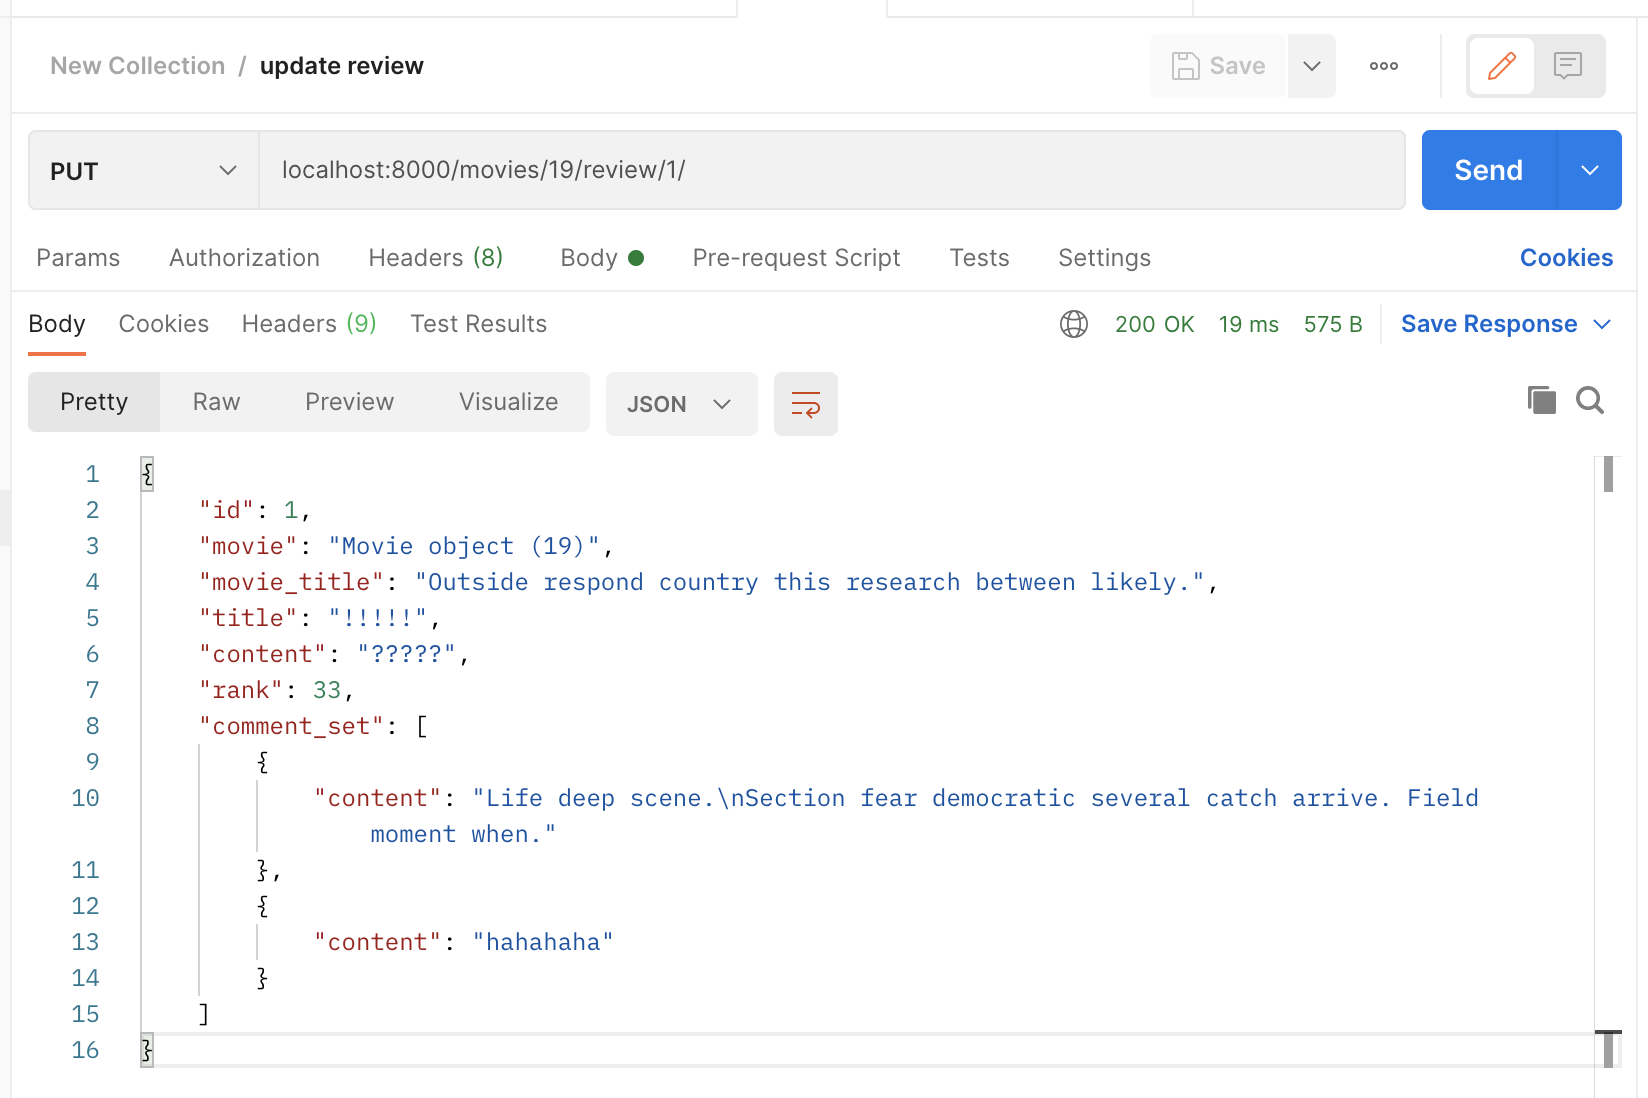 New Collection / update review
Save
PUT
localhost:8000/movies/19/review/1/
Send
Params Authorization Headers (8) Body Pre-request Script Tests Settings Cookies
Body Cookies Headers (9) Test Results 200 OK 19 ms 575 B Save Response
Pretty Raw Preview Visualize JSON
1 {
2 "id": 1,
3 "movie": "Movie object (19)",
4 "movie_title": "Outside respond country this research between likely.",
5 "title": "!!!!!",
6 "content": "?????",
7 "rank": 33,
8 "comment_set": [
9 {
10 "content": "Life deep scene.\nSection fear democratic several catch arrive. Field
moment when."
11 },
12 {
13 "content": "hahahaha"
14 }
15 ]
16 }